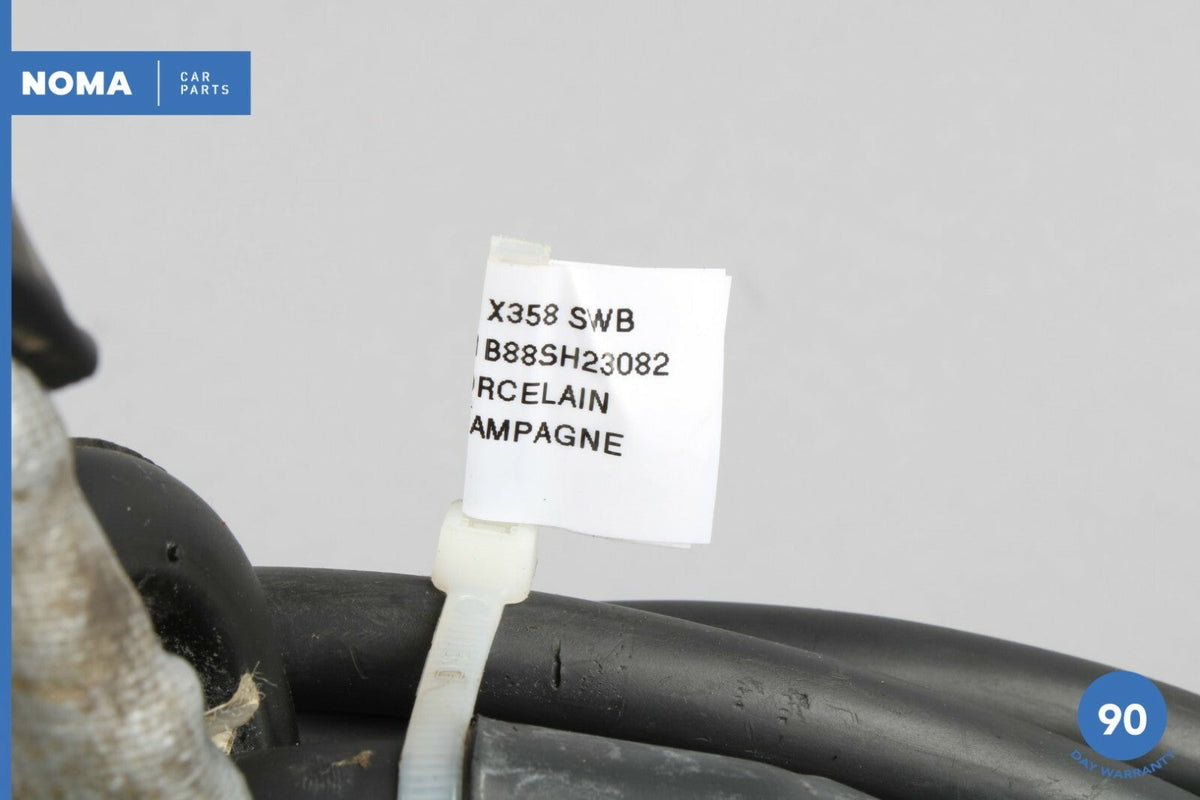 NOMA
CAR
PARTS
X358 SWB
B88SH23082
RCELAIN
AMPAGNE
90
DAY WARRANTY